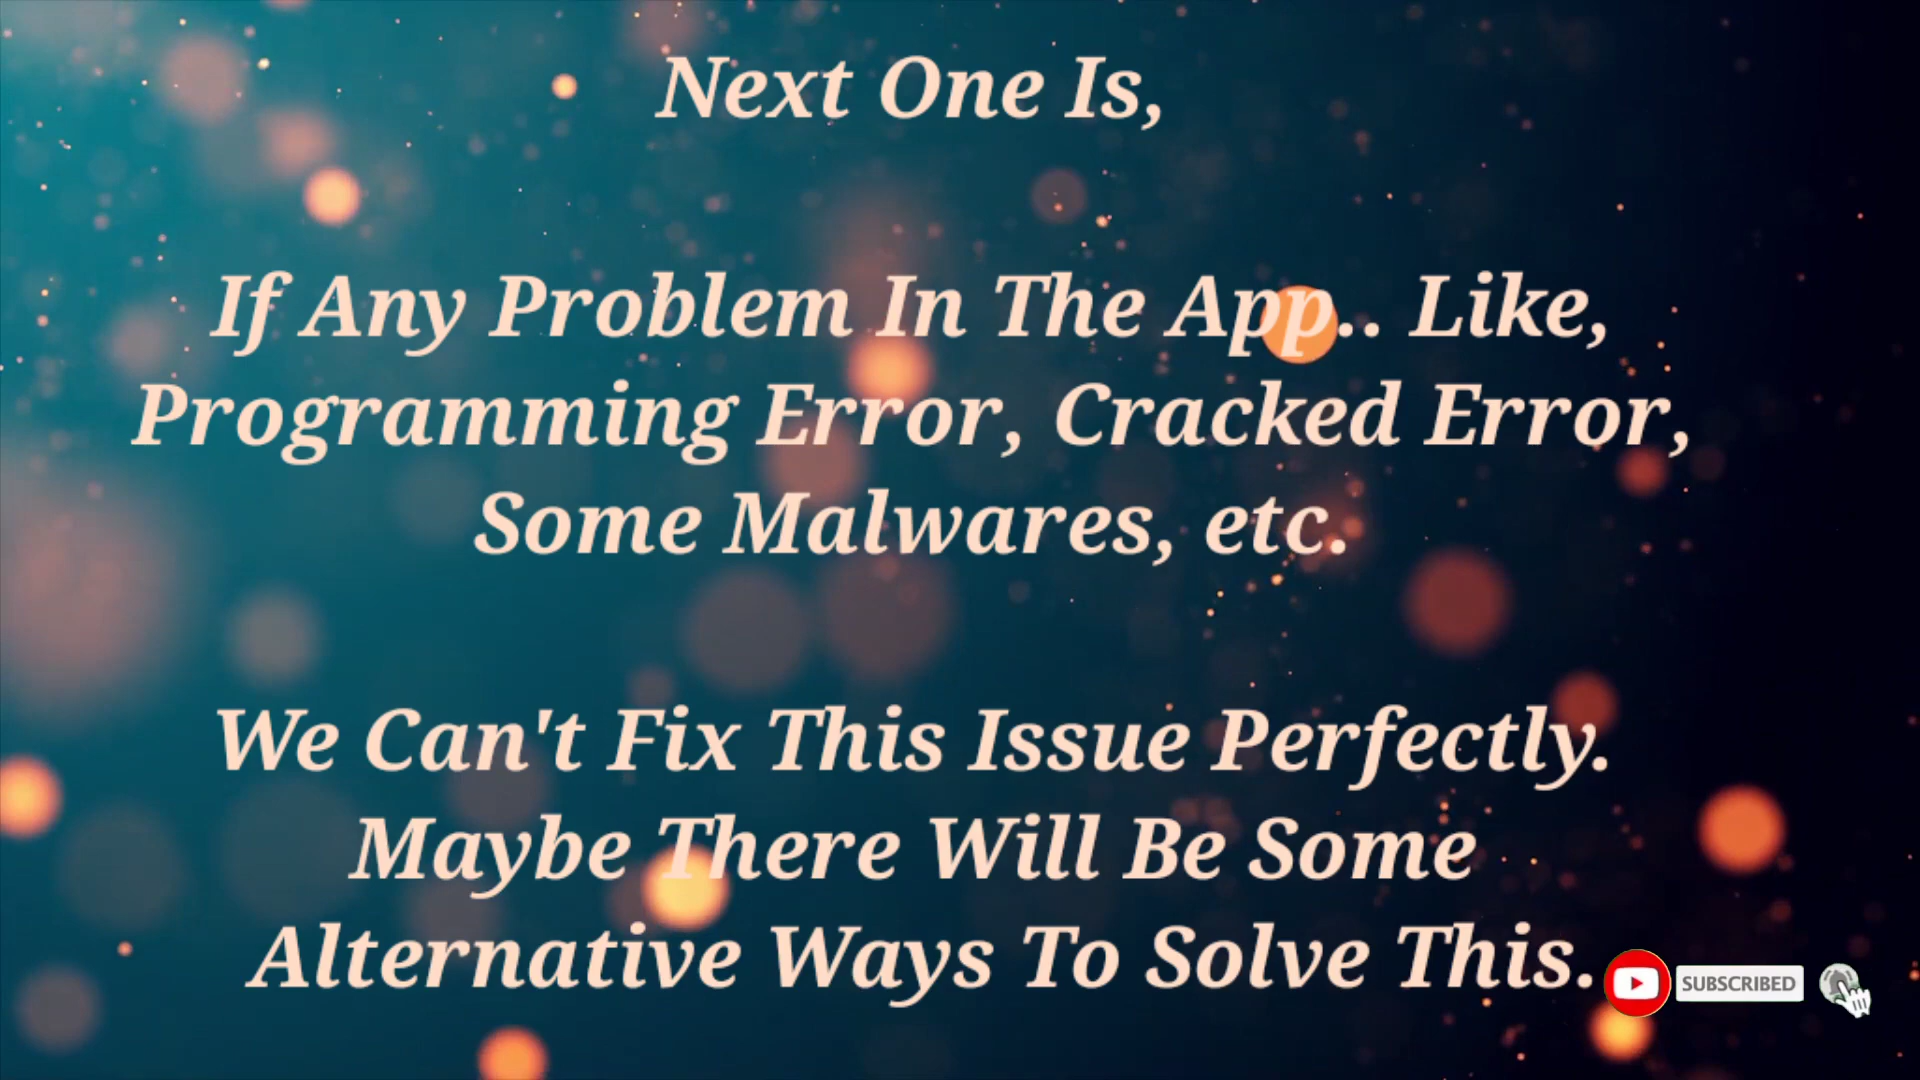 Next One Is,
If Any Problem In The App.. Like,
Programming Error, Cracked Error,
Some Malwares, etc.
We Can't Fix This Issue Perfectly.
Maybe There Will Be Some
Alternative Ways To Solve This.
SUBSCRIBED